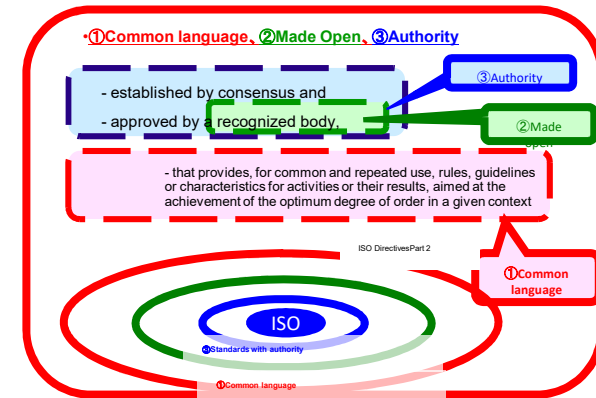 •①Common language、②Made Open、③Authority
③Authority
- established by consensus and
- approved by a recognized body,
②Made
open
- that provides, for common and repeated use, rules, guidelines
or characteristics for activities or their results, aimed at the
achievement of the optimum degree of order in a given context
ISO DirectivesPart 2
①Common
language
ISO
③Standards with authority
①Common language